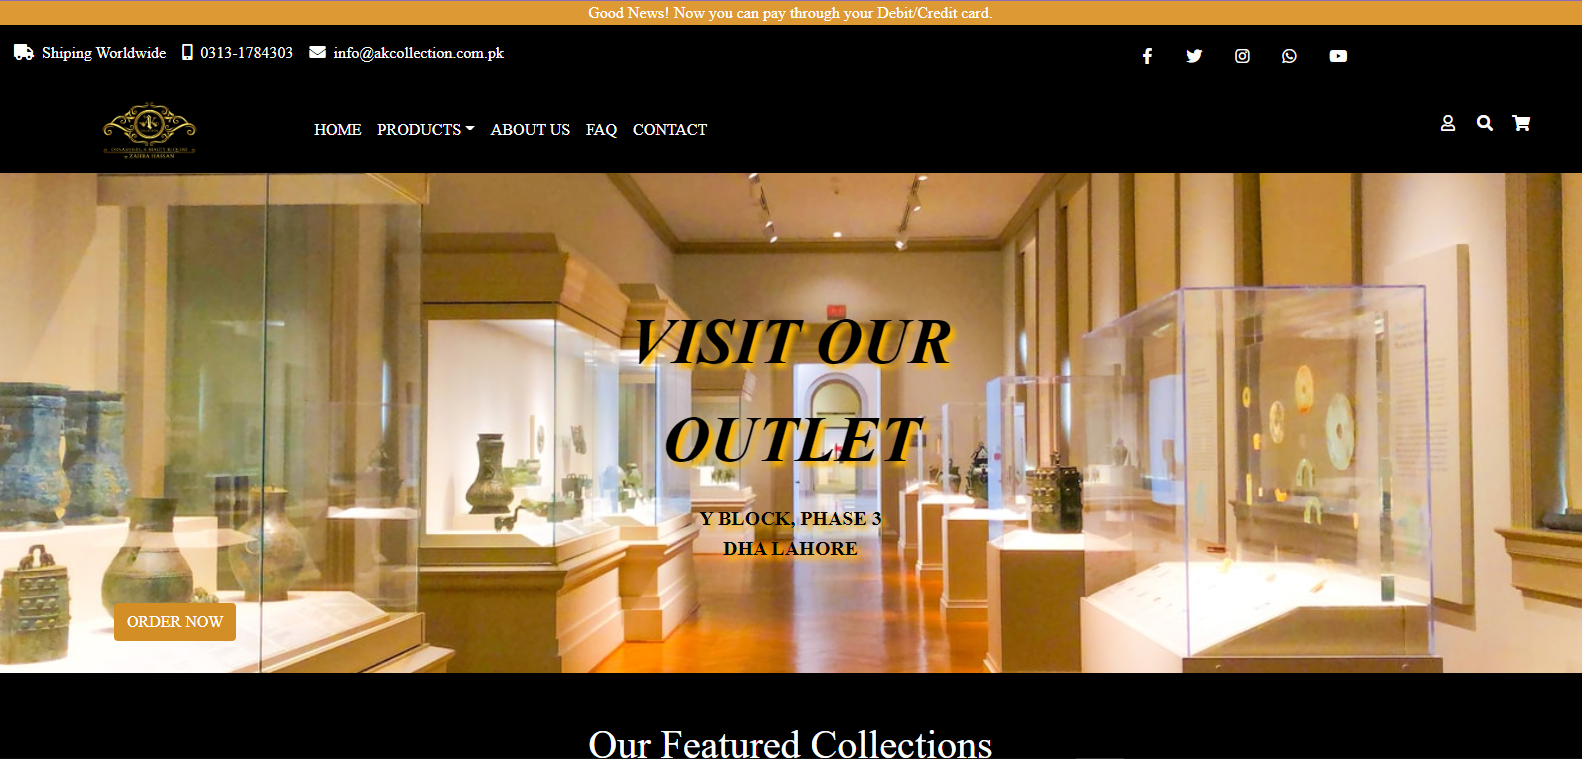 Good News! Now you can pay through your Debit/Credit card.
Shiping Worldwide 0313-1784303 info@akcollection.com.pk
HOME PRODUCTS ABOUT US FAQ CONTACT
ZAHRA HASSAN
VISIT OUR
OUTLET
Y BLOCK, PHASE 3
DHA LAHORE
ORDER NOW
Our Featured Collections